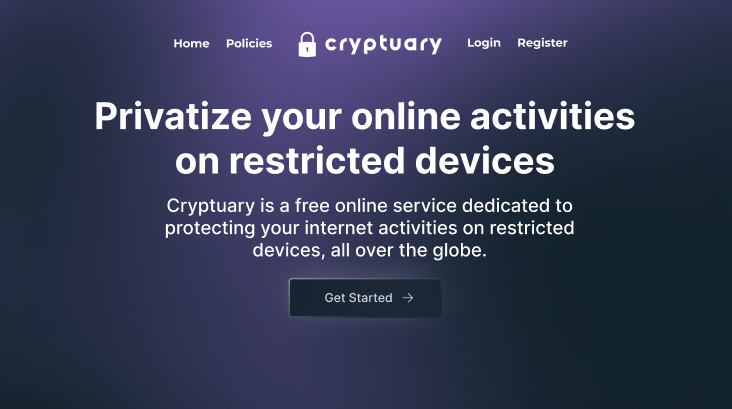 Home Policies cryptuary Login Register
Privatize your online activities
on restricted devices
Cryptuary is a free online service dedicated to
protecting your internet activities on restricted
devices, all over the globe.
Get Started